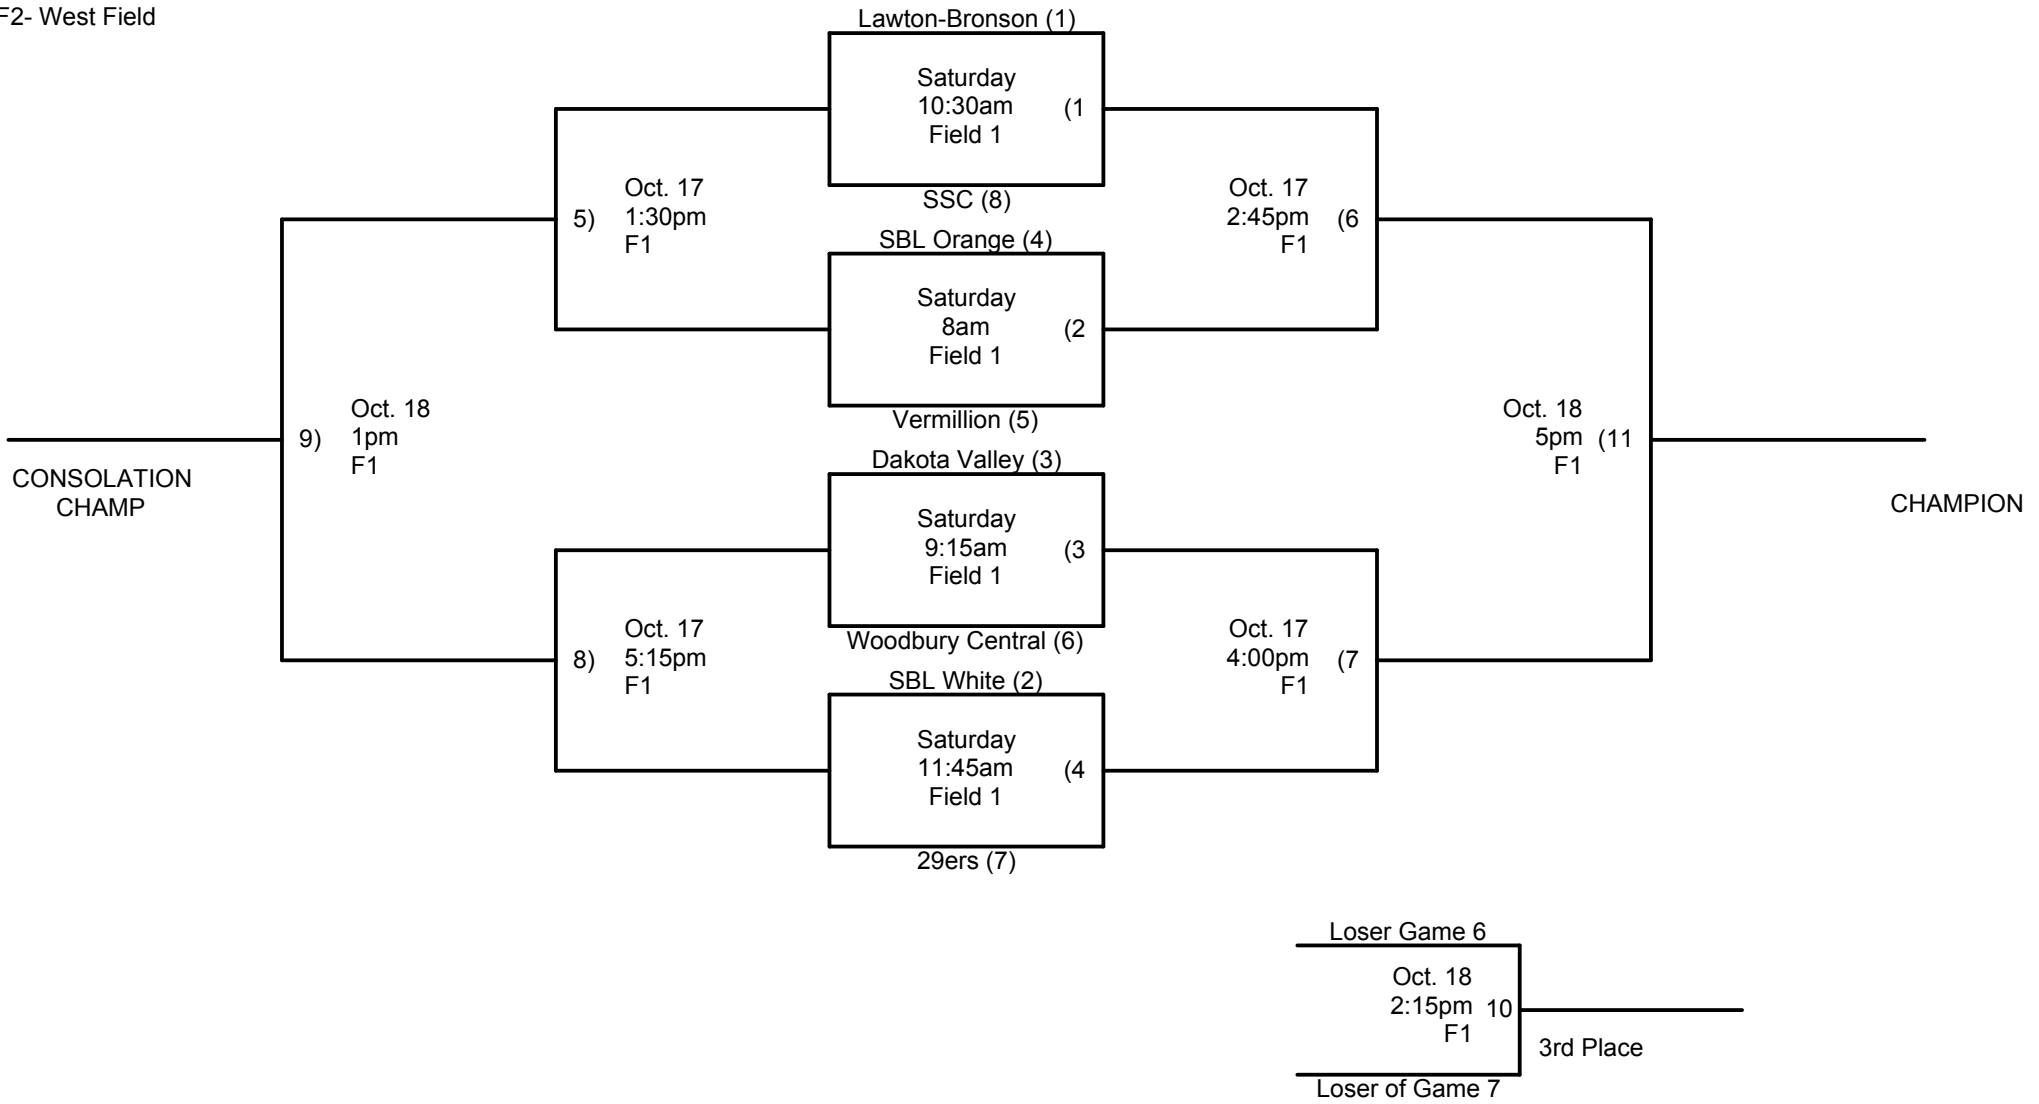 F2- West Field
Lawton-Bronson (1)
Saturday
10:30am (1
Field 1
SSC (8)
Oct. 17
5) 1:30pm
F1
Oct. 17
2:45pm (6
F1
SBL Orange (4)
Saturday
8am (2
Field 1
Vermillion (5)
Oct. 18
9) 1pm
F1
CONSOLATION
CHAMP
Oct. 18
5pm (11
F1
CHAMPION
Dakota Valley (3)
Saturday
9:15am (3
Field 1
Woodbury Central (6)
Oct. 17
8) 5:15pm
F1
Oct. 17
4:00pm (7
F1
SBL White (2)
Saturday
11:45am (4
Field 1
29ers (7)
Loser Game 6
Oct. 18
2:15pm 10
F1
3rd Place
Loser of Game 7